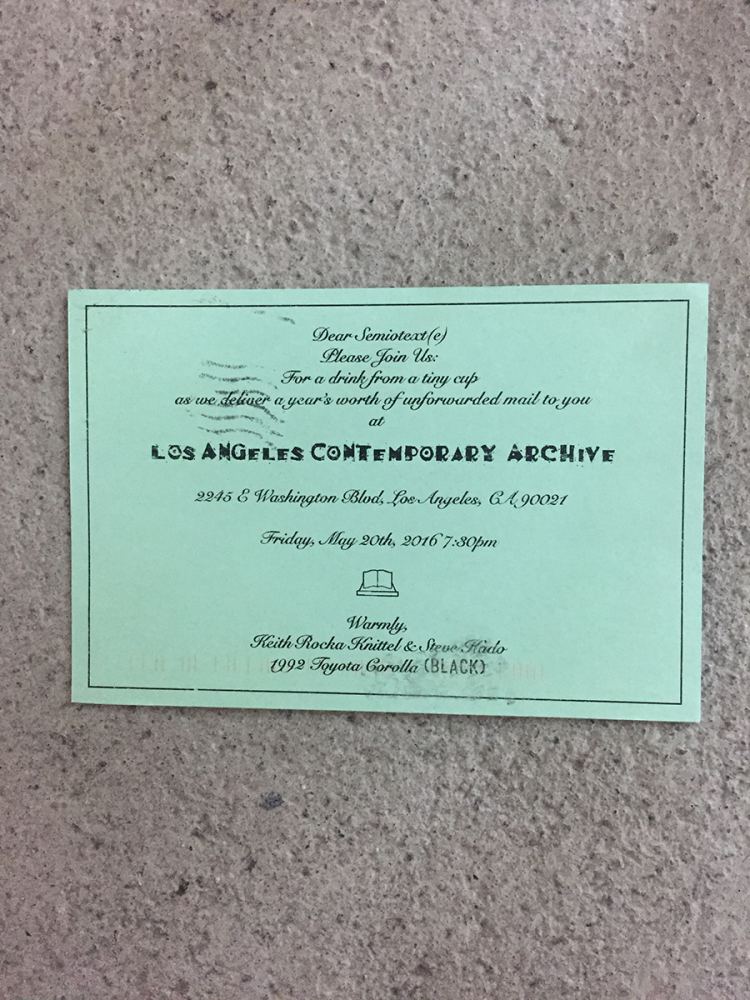 Dear Semiotext(e)
Please Join Us:
For a drink from a tiny cup
as we deliver a year's worth of unforwarded mail to you
at
LOS ANGELES CONTEMPORARY ARCHIVE
2245 E Washington Blvd, Los Angeles, CA 90021
Friday, May 20th, 2016 7:30pm
Warmly,
Keith Rocka Knittel & Steve Kado
1992 Toyota Corolla (BLACK)